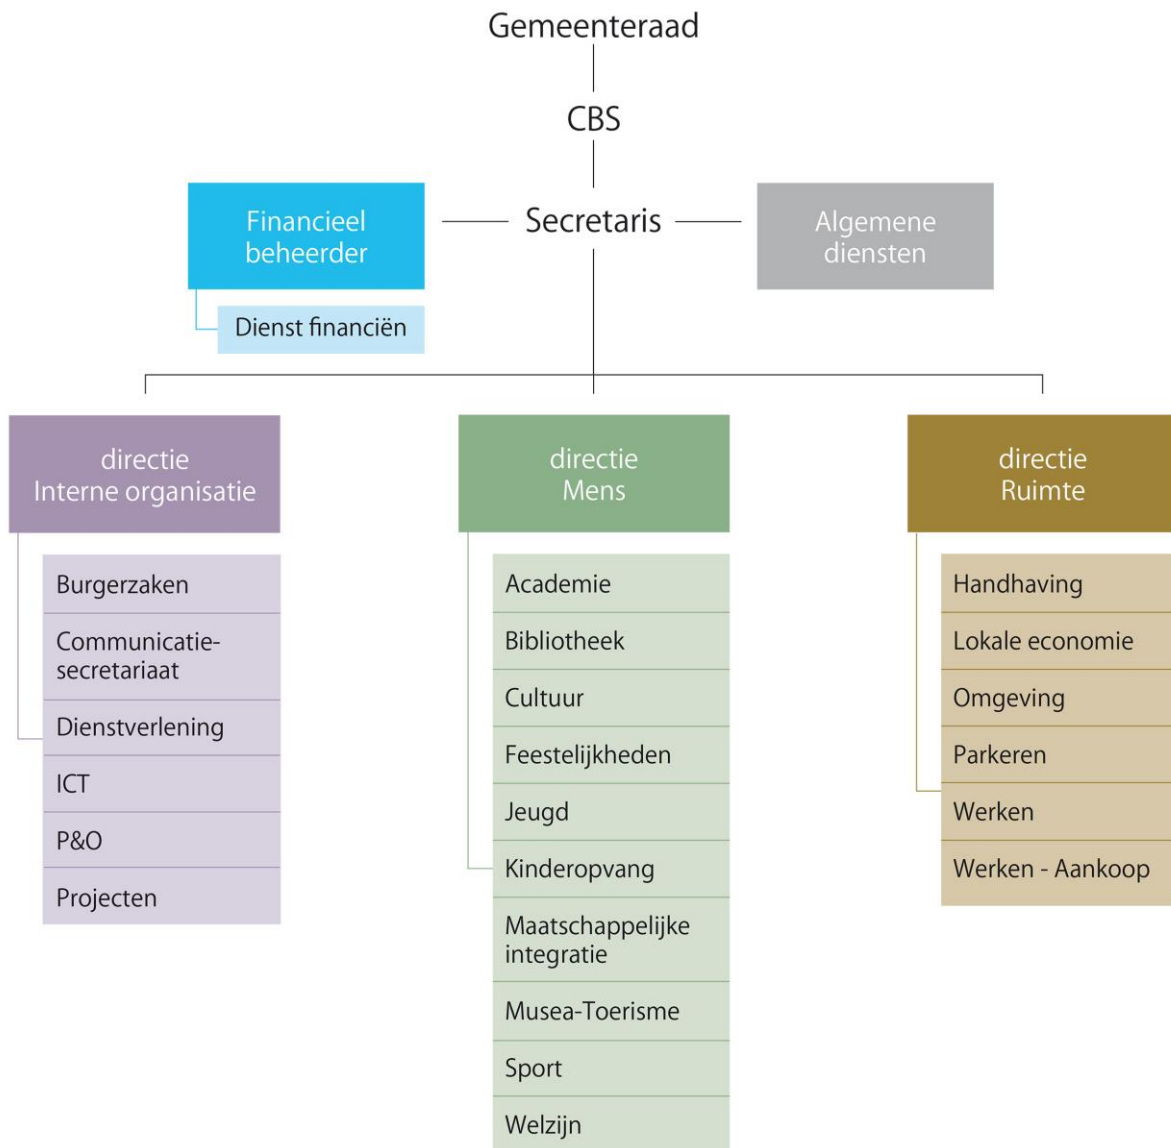 Gemeenteraad
CBS
Financieel
beheerder
Secretaris
Algemene
diensten
Dienst financiën
directie
Interne organisatie
Burgerzaken
Communicatie-
secretariaat
Dienstverlening
ICT
P&O
Projecten
directie
Mens
Academie
Bibliotheek
Cultuur
Feestelijkheden
Jeugd
Kinderopvang
Maatschappelijke
integratie
Musea-Toerisme
Sport
Welzijn
directie
Ruimte
Handhaving
Lokale economie
Omgeving
Parkeren
Werken
Werken - Aankoop